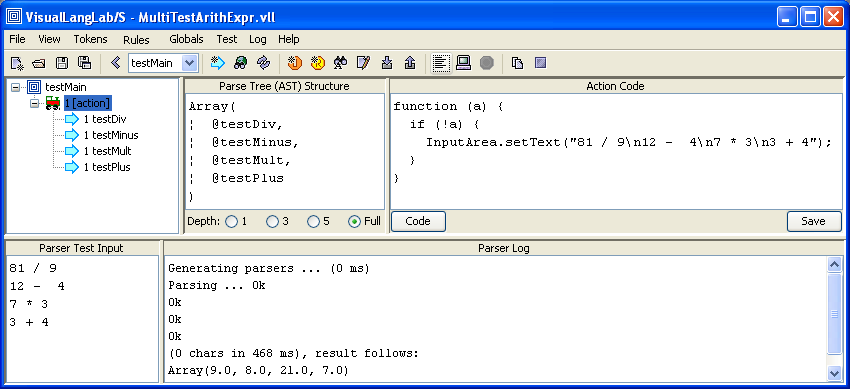 VisualLangLab/S - MultiTestArithExpr.vll
File View Tokens Rules Globals Test Log Help
testMain
testMain
1 [action]
1 testDiv
1 testMinus
1 testMult
1 testPlus
Parse Tree (AST) Structure
Array(
¦  @testDiv,
¦  @testMinus,
¦  @testMult,
¦  @testPlus
)
Depth: 1 3 5 Full
Action Code
function (a) {
  if (!a) {
    InputArea.setText("81 / 9\n12 -  4\n7 * 3\n3 + 4");
  }
}
Code Save
Parser Test Input
81 / 9
12 -  4
7 * 3
3 + 4
Parser Log
Generating parsers ... (0 ms)
Parsing ... Ok
Ok
Ok
Ok
(0 chars in 468 ms), result follows:
Array(9.0, 8.0, 21.0, 7.0)